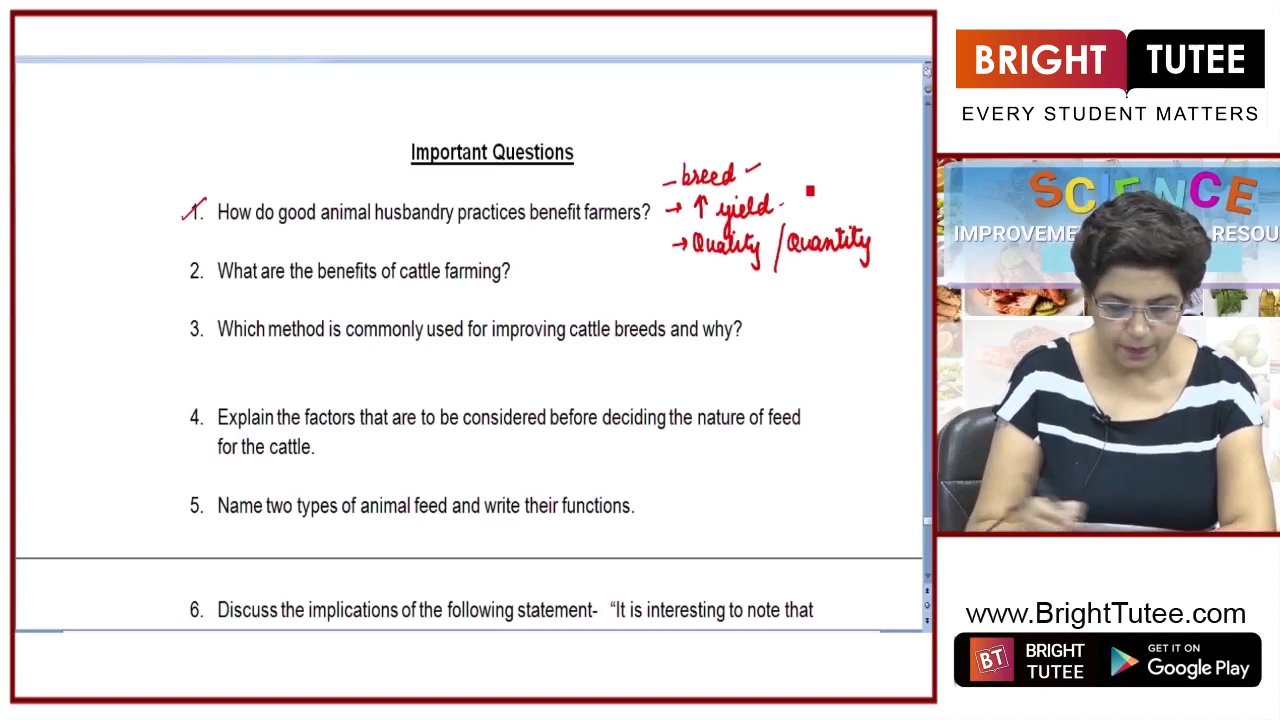 BRIGHT TUTEE
EVERY STUDENT MATTERS
Important Questions
– breed ✓
1. How do good animal husbandry practices benefit farmers? → ↑ yield -
→ Quality / Quantity
2. What are the benefits of cattle farming?
3. Which method is commonly used for improving cattle breeds and why?
4. Explain the factors that are to be considered before deciding the nature of feed
for the cattle.
5. Name two types of animal feed and write their functions.
6. Discuss the implications of the following statement- “It is interesting to note that
SCIENCE
IMPROVEME RESOU
www.BrightTutee.com
BT BRIGHT
TUTEE
GET IT ON
Google Play